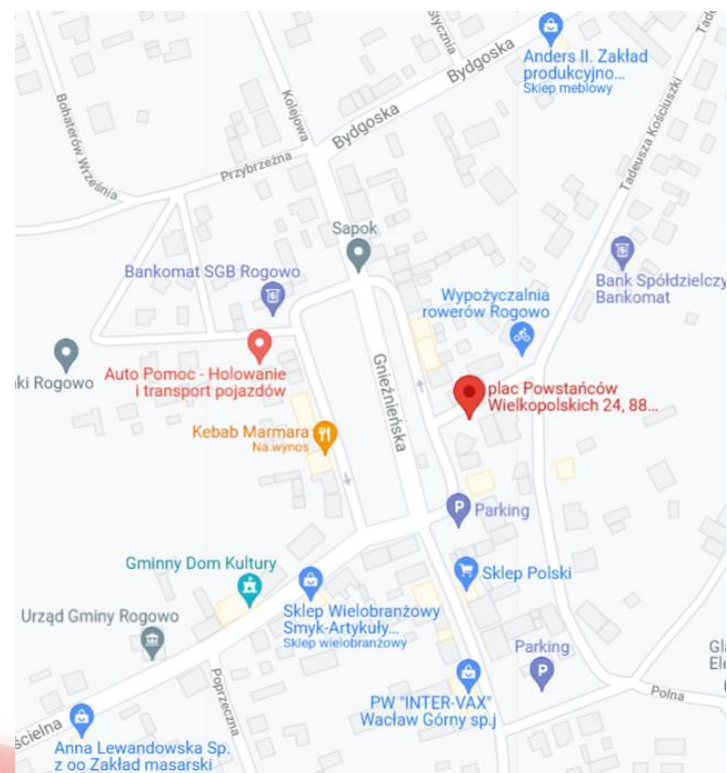 Anders II. Zakład
produkcyjno...
Sklep meblowy
Stycznia
Bydgoska
Kolejowa
Bydgoska
Bohaterów Września
Przybrzeżna
Tadeusza Kościuszki
Sapok
Bankomat SGB Rogowo
Bank Spółdzielczy
Bankomat
Wypożyczalnia
rowerów Rogowo
ki Rogowo
Auto Pomoc - Holowanie
i transport pojazdów
Gnieźnieńska
plac Powstańców
Wielkopolskich 24, 88...
Kebab Marmara
Na wynos
P
Parking
Gminny Dom Kultury
Sklep Polski
Sklep Wielobranżowy
Smyk-Artykuły...
Sklep wielobranżowy
Urząd Gminy Rogowo
Parking
P
Poprzeczna
Polna
PW "INTER-VAX"
Wacław Górny sp.j
ścielna
Anna Lewandowska Sp.
z oo Zakład masarski